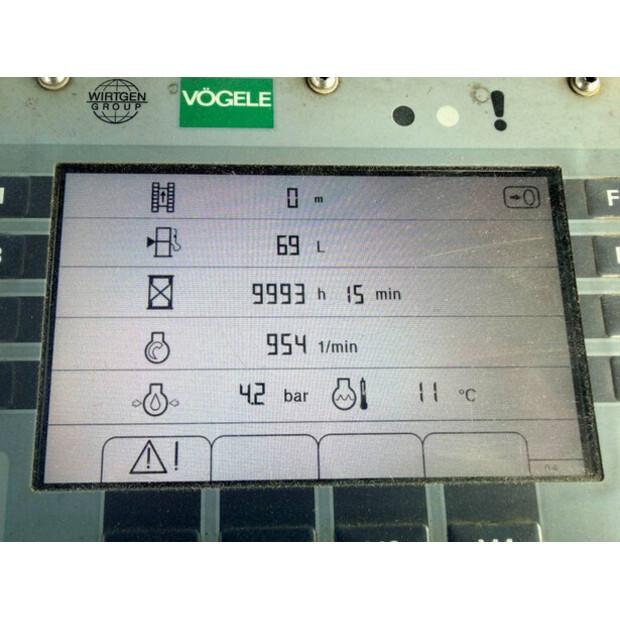 WIRTGEN
GROUP
VÖGELE
0 m
69 L
9993 h 15 min
954 1/min
4.2 bar 11 °C
!
F